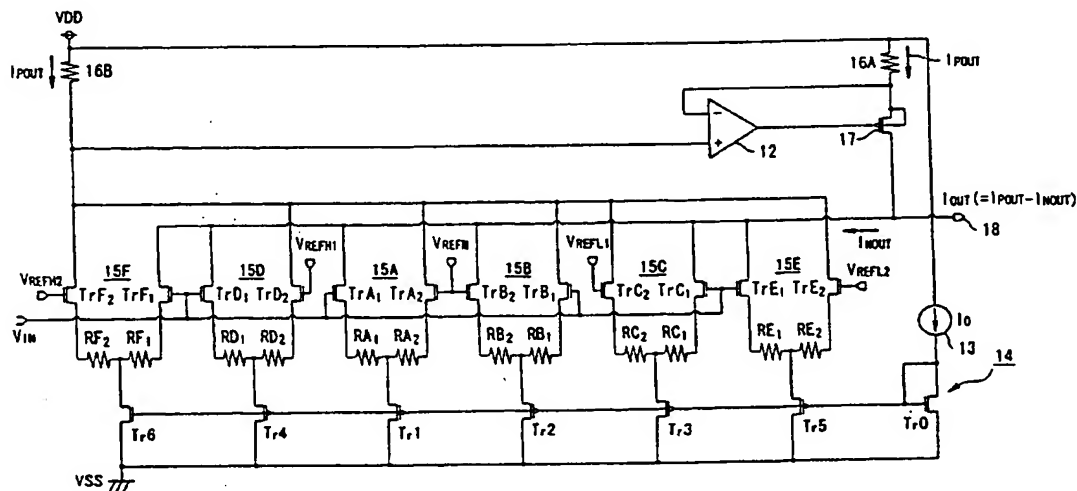 VDD
IPOUT
16B
16A
IPOUT
−
+
12
17
IOUT (=IPOUT-INOUT)
18
INOUT
VREFH2
15F
TrF2 TrF1
15D
TrD1 TrD2
VREFH1
15A
TrA1 TrA2
VREFM
15B
TrB2 TrB1
VREFL1
15C
TrC2 TrC1
15E
TrE1 TrE2
VREFL2
VIN
RF2 RF1
RD1 RD2
RA1 RA2
RB2 RB1
RC2 RC1
RE1 RE2
I0
13
14
Tr6
Tr4
Tr1
Tr2
Tr3
Tr5
Tr0
VSS